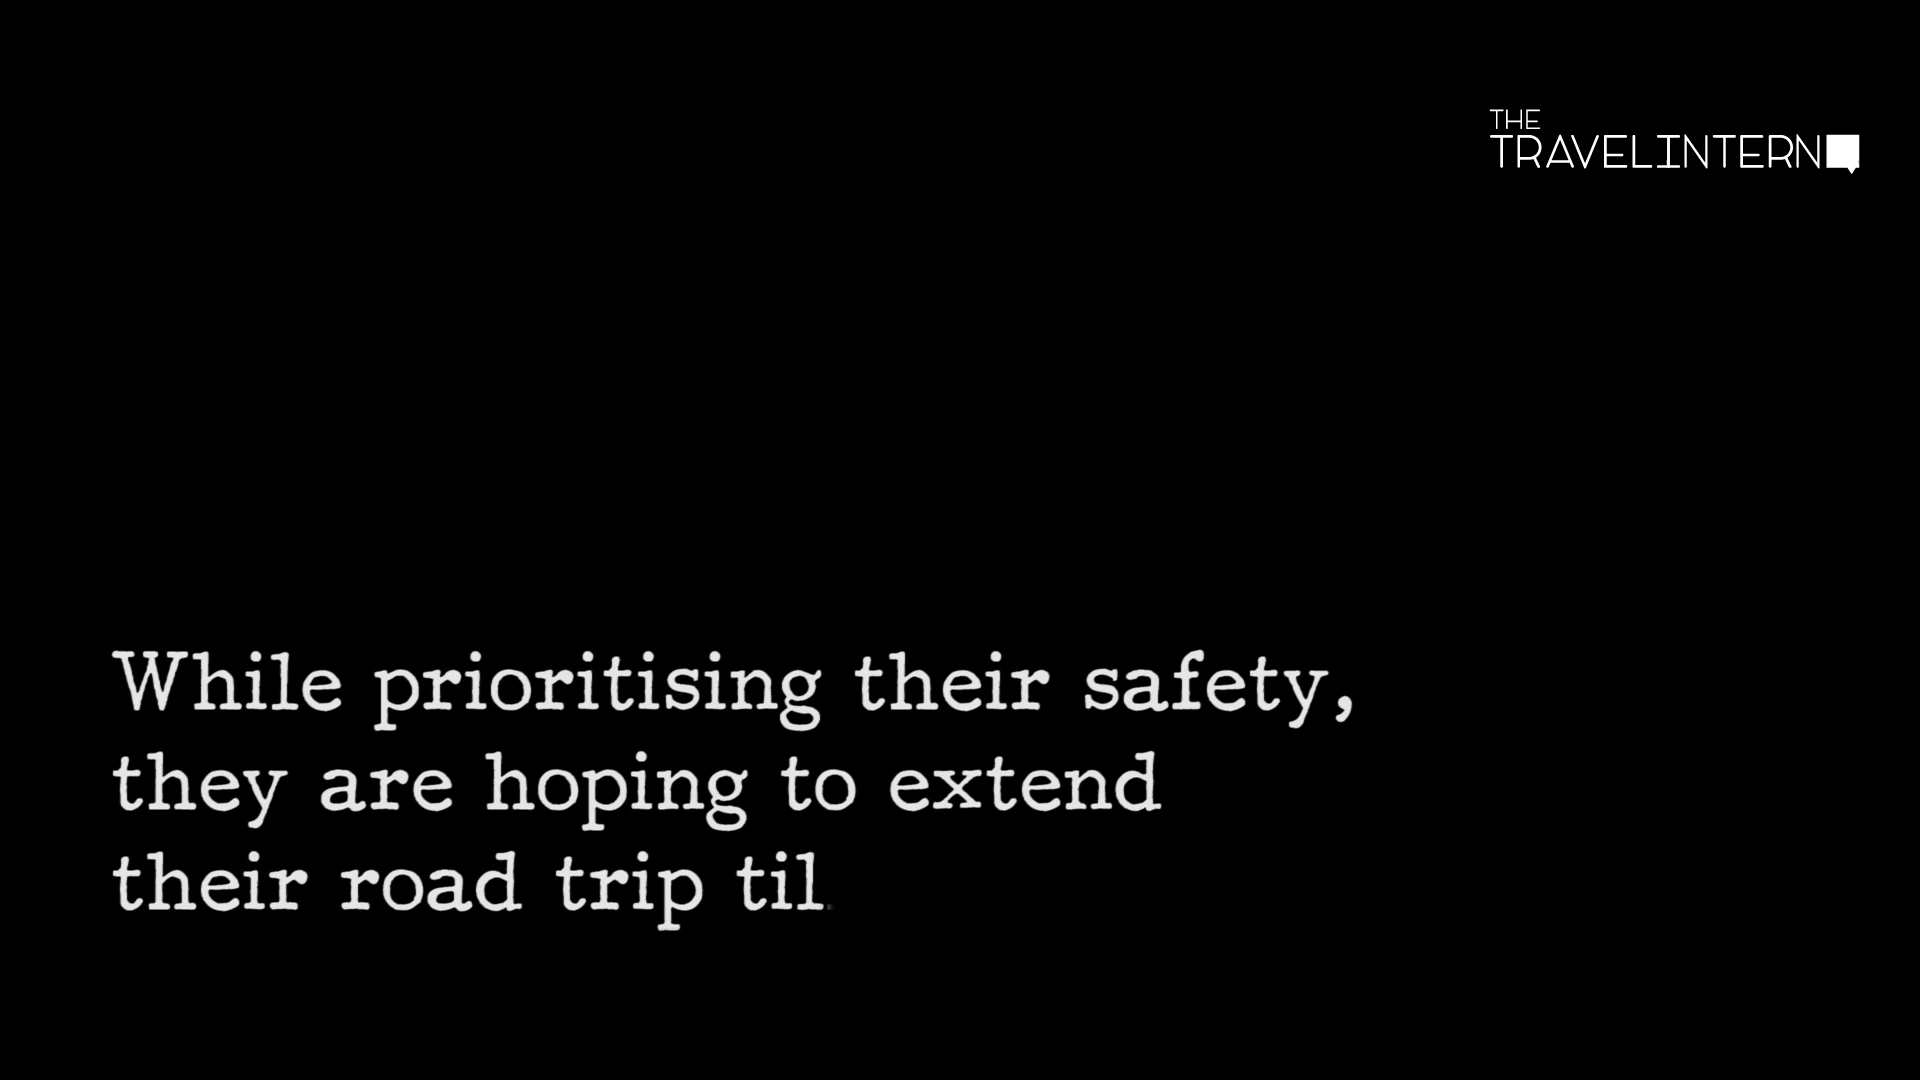 THE
TRAVELINTERN
While prioritising their safety,
they are hoping to extend
their road trip til